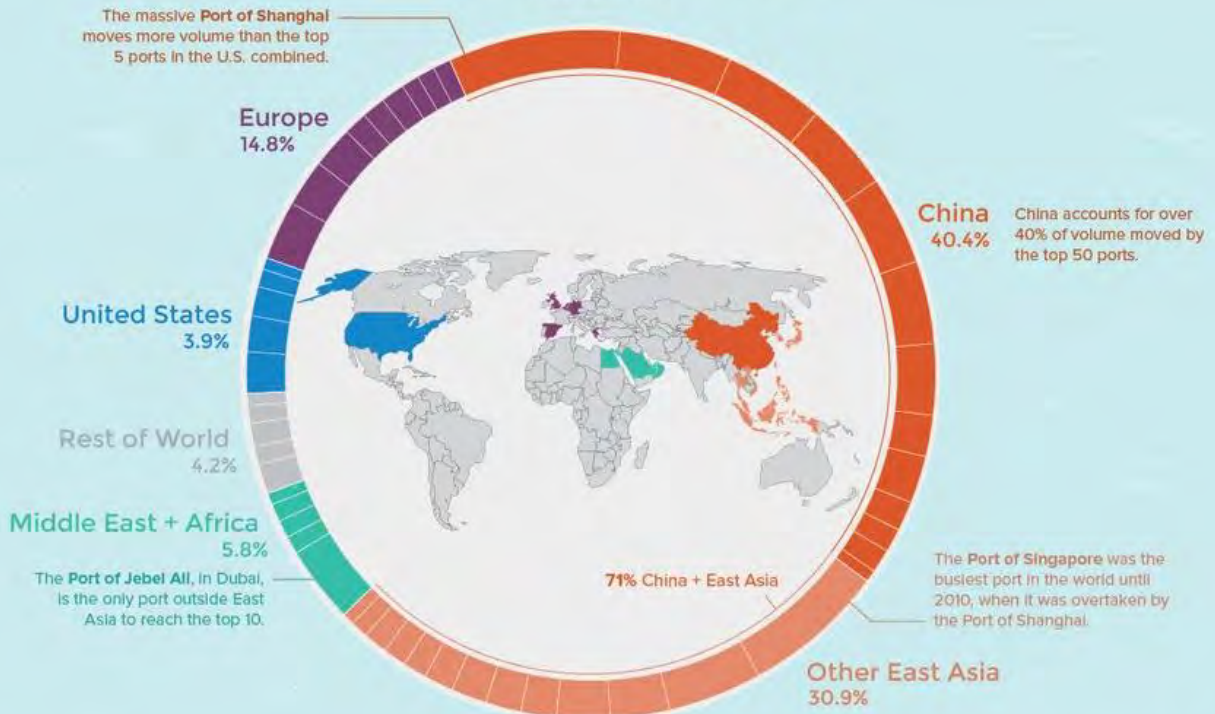 The massive Port of Shanghai
moves more volume than the top
5 ports in the U.S. combined.
Europe
14.8%
China
40.4%
China accounts for over
40% of volume moved by
the top 50 ports.
United States
3.9%
Rest of World
4.2%
Middle East + Africa
5.8%
The Port of Jebel Ali, in Dubai,
is the only port outside East
Asia to reach the top 10.
71% China + East Asia
The Port of Singapore was the
busiest port in the world until
2010, when it was overtaken by
the Port of Shanghai.
Other East Asia
30.9%